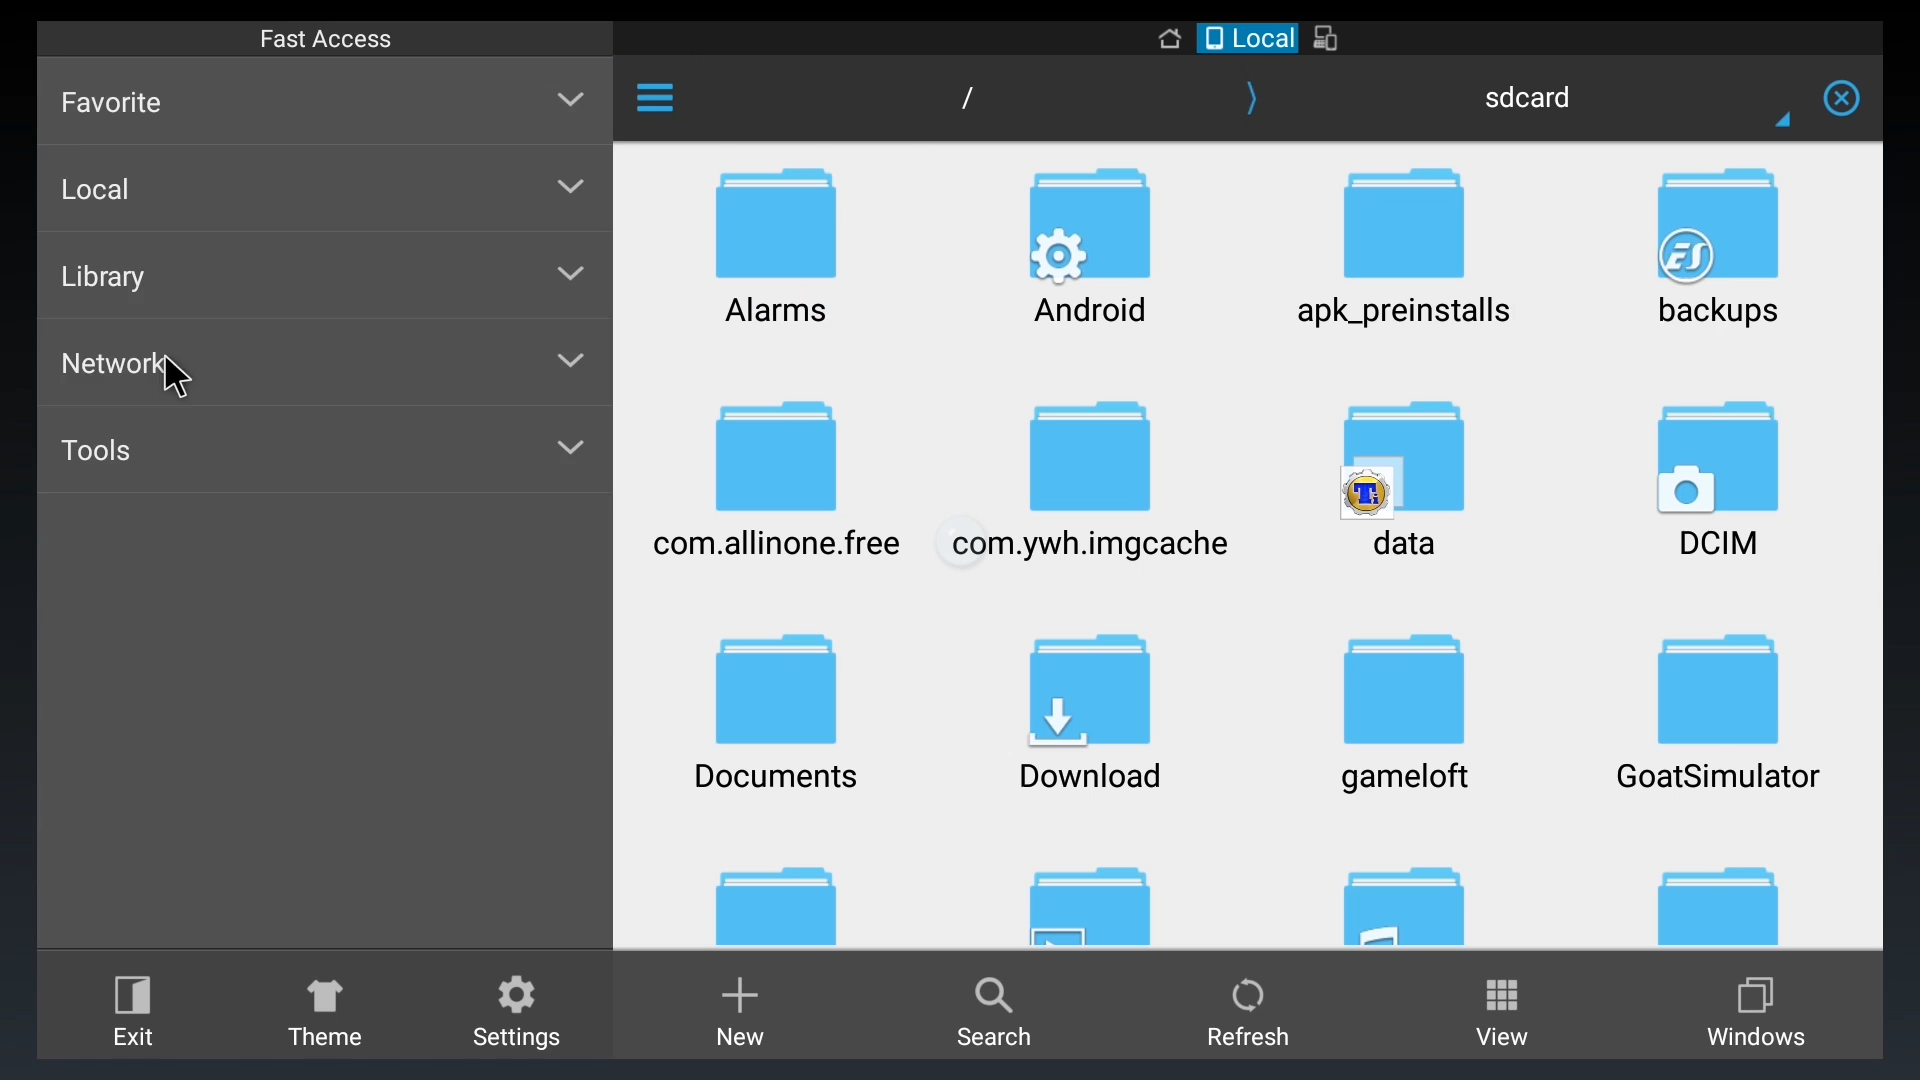 Fast Access
Local
Favorite
/
sdcard
Local
Library
Network
Tools
Alarms
Android
apk_preinstalls
backups
com.allinone.free
com.ywh.imgcache
data
DCIM
Documents
Download
gameloft
GoatSimulator
Exit
Theme
Settings
New
Search
Refresh
View
Windows